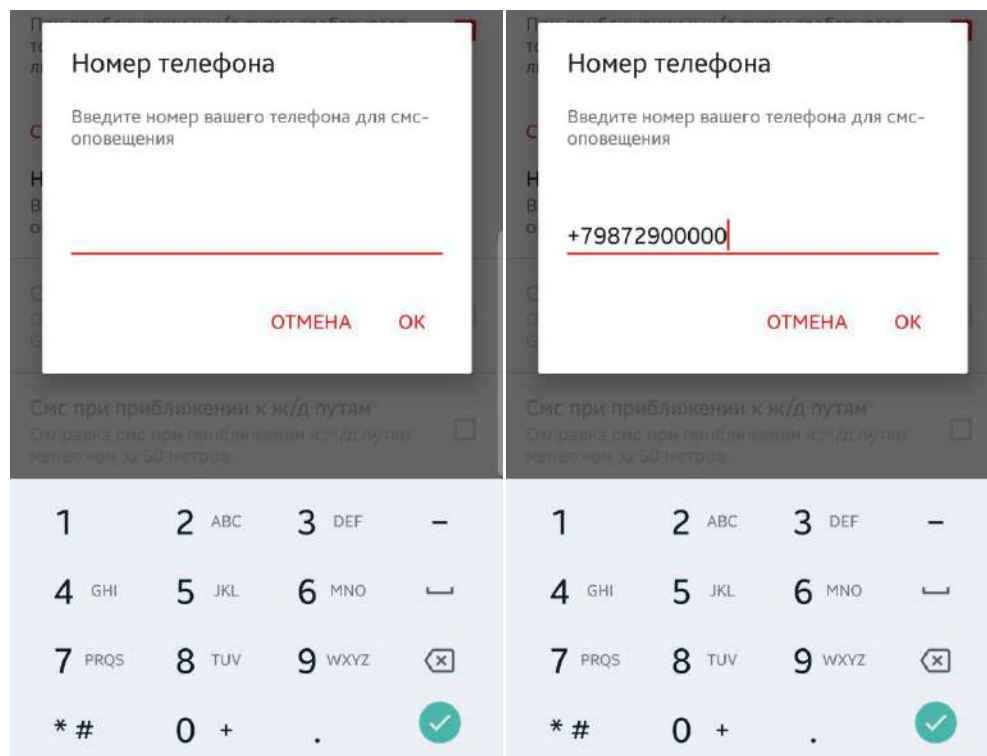 Номер телефона
Введите номер вашего телефона для смс-
оповещения
ОТМЕНА OK
Смс при приближении к ж/д путям
Отправка смс при приближении к ж/д путям
менее чем за 50 метров
1 2 ABC 3 DEF –
4 GHI 5 JKL 6 MNO
7 PRQS 8 TUV 9 WXYZ
* # 0 + .
Номер телефона
Введите номер вашего телефона для смс-
оповещения
+79872900000
ОТМЕНА OK
Смс при приближении к ж/д путям
Отправка смс при приближении к ж/д путям
менее чем за 50 метров
1 2 ABC 3 DEF –
4 GHI 5 JKL 6 MNO
7 PRQS 8 TUV 9 WXYZ
* # 0 + .